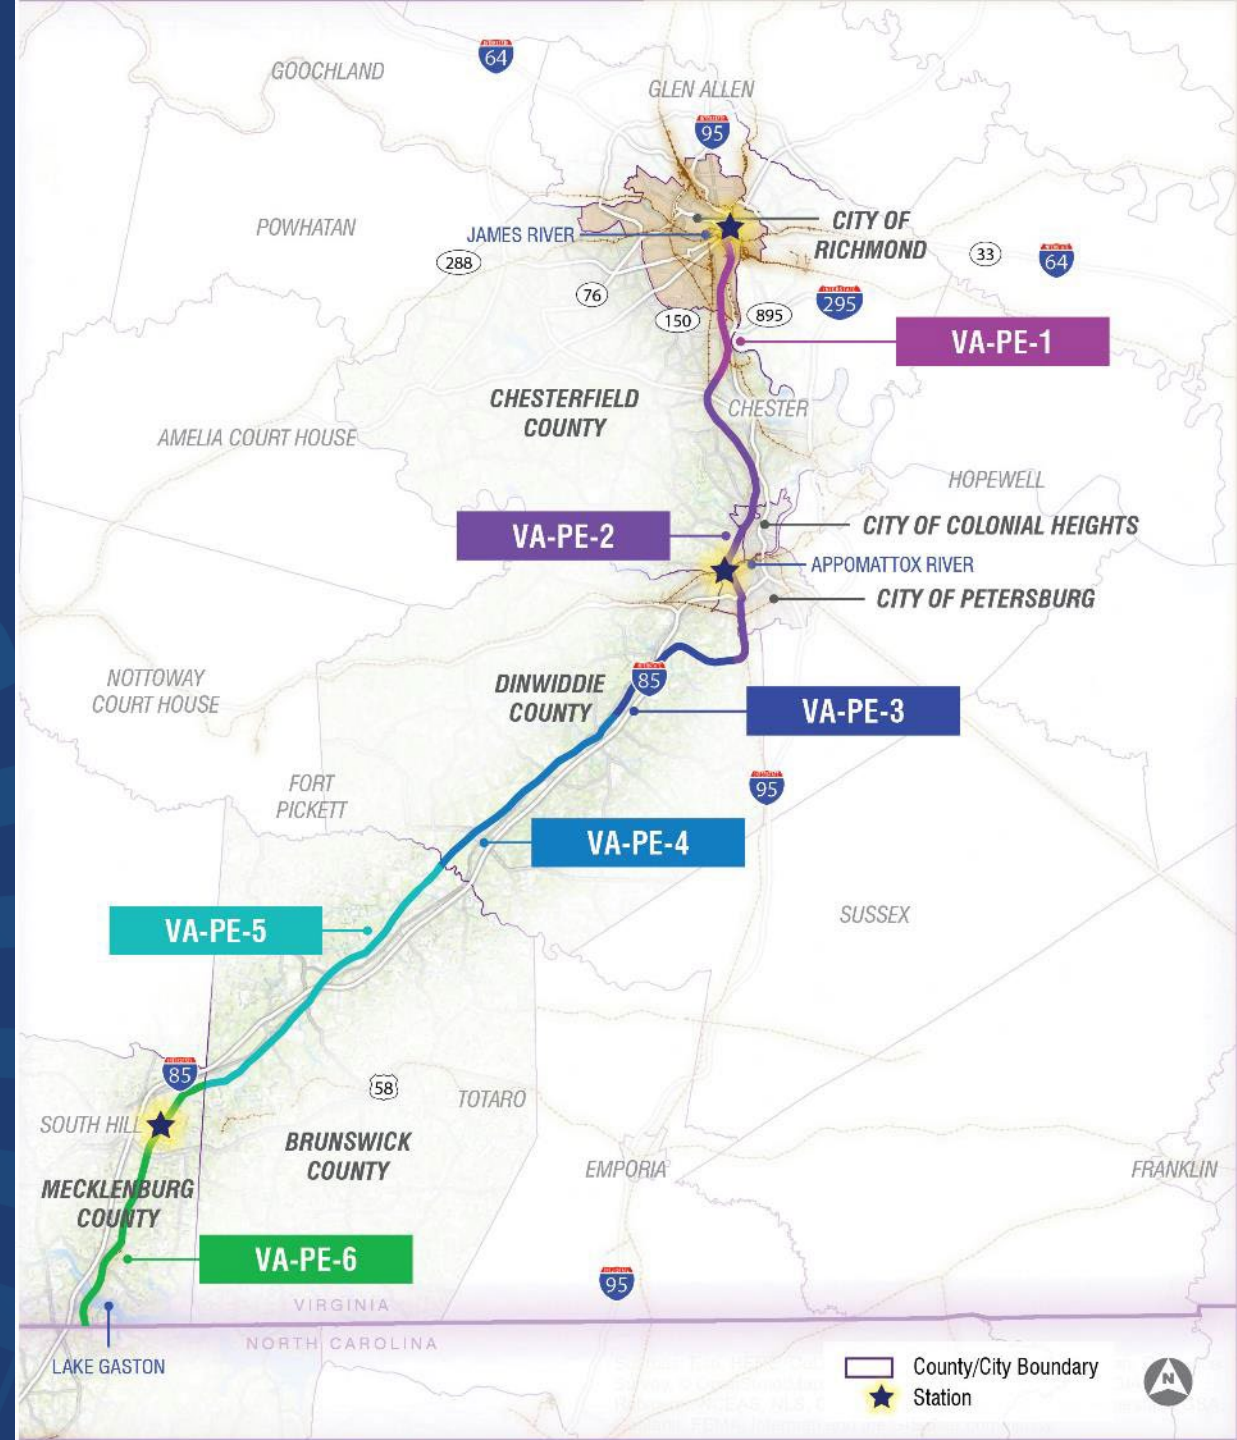 64
GOOCHLAND
GLEN ALLEN
95
POWHATAN
JAMES RIVER
CITY OF
RICHMOND
288
33
64
76
295
150
895
VA-PE-1
CHESTERFIELD
COUNTY
CHESTER
AMELIA COURT HOUSE
HOPEWELL
VA-PE-2
CITY OF COLONIAL HEIGHTS
APPOMATTOX RIVER
CITY OF PETERSBURG
NOTTOWAY
COURT HOUSE
DINWIDDIE
COUNTY
85
VA-PE-3
FORT
PICKETT
95
VA-PE-4
SUSSEX
VA-PE-5
85
58
TOTARO
SOUTH HILL
BRUNSWICK
COUNTY
EMPORIA
FRANKLIN
MECKLENBURG
COUNTY
VA-PE-6
95
VIRGINIA
NORTH CAROLINA
LAKE GASTON
County/City Boundary
Station
N